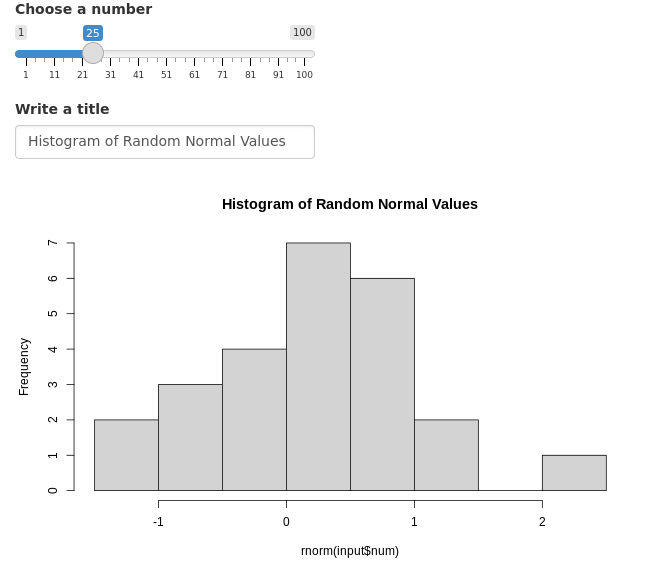 Choose a number
1 25 100
1 11 21 31 41 51 61 71 81 91 100
Write a title
Histogram of Random Normal Values
Histogram of Random Normal Values
7
6
5
4
3
2
1
0
Frequency
-1 0 1 2
rnorm(input$num)